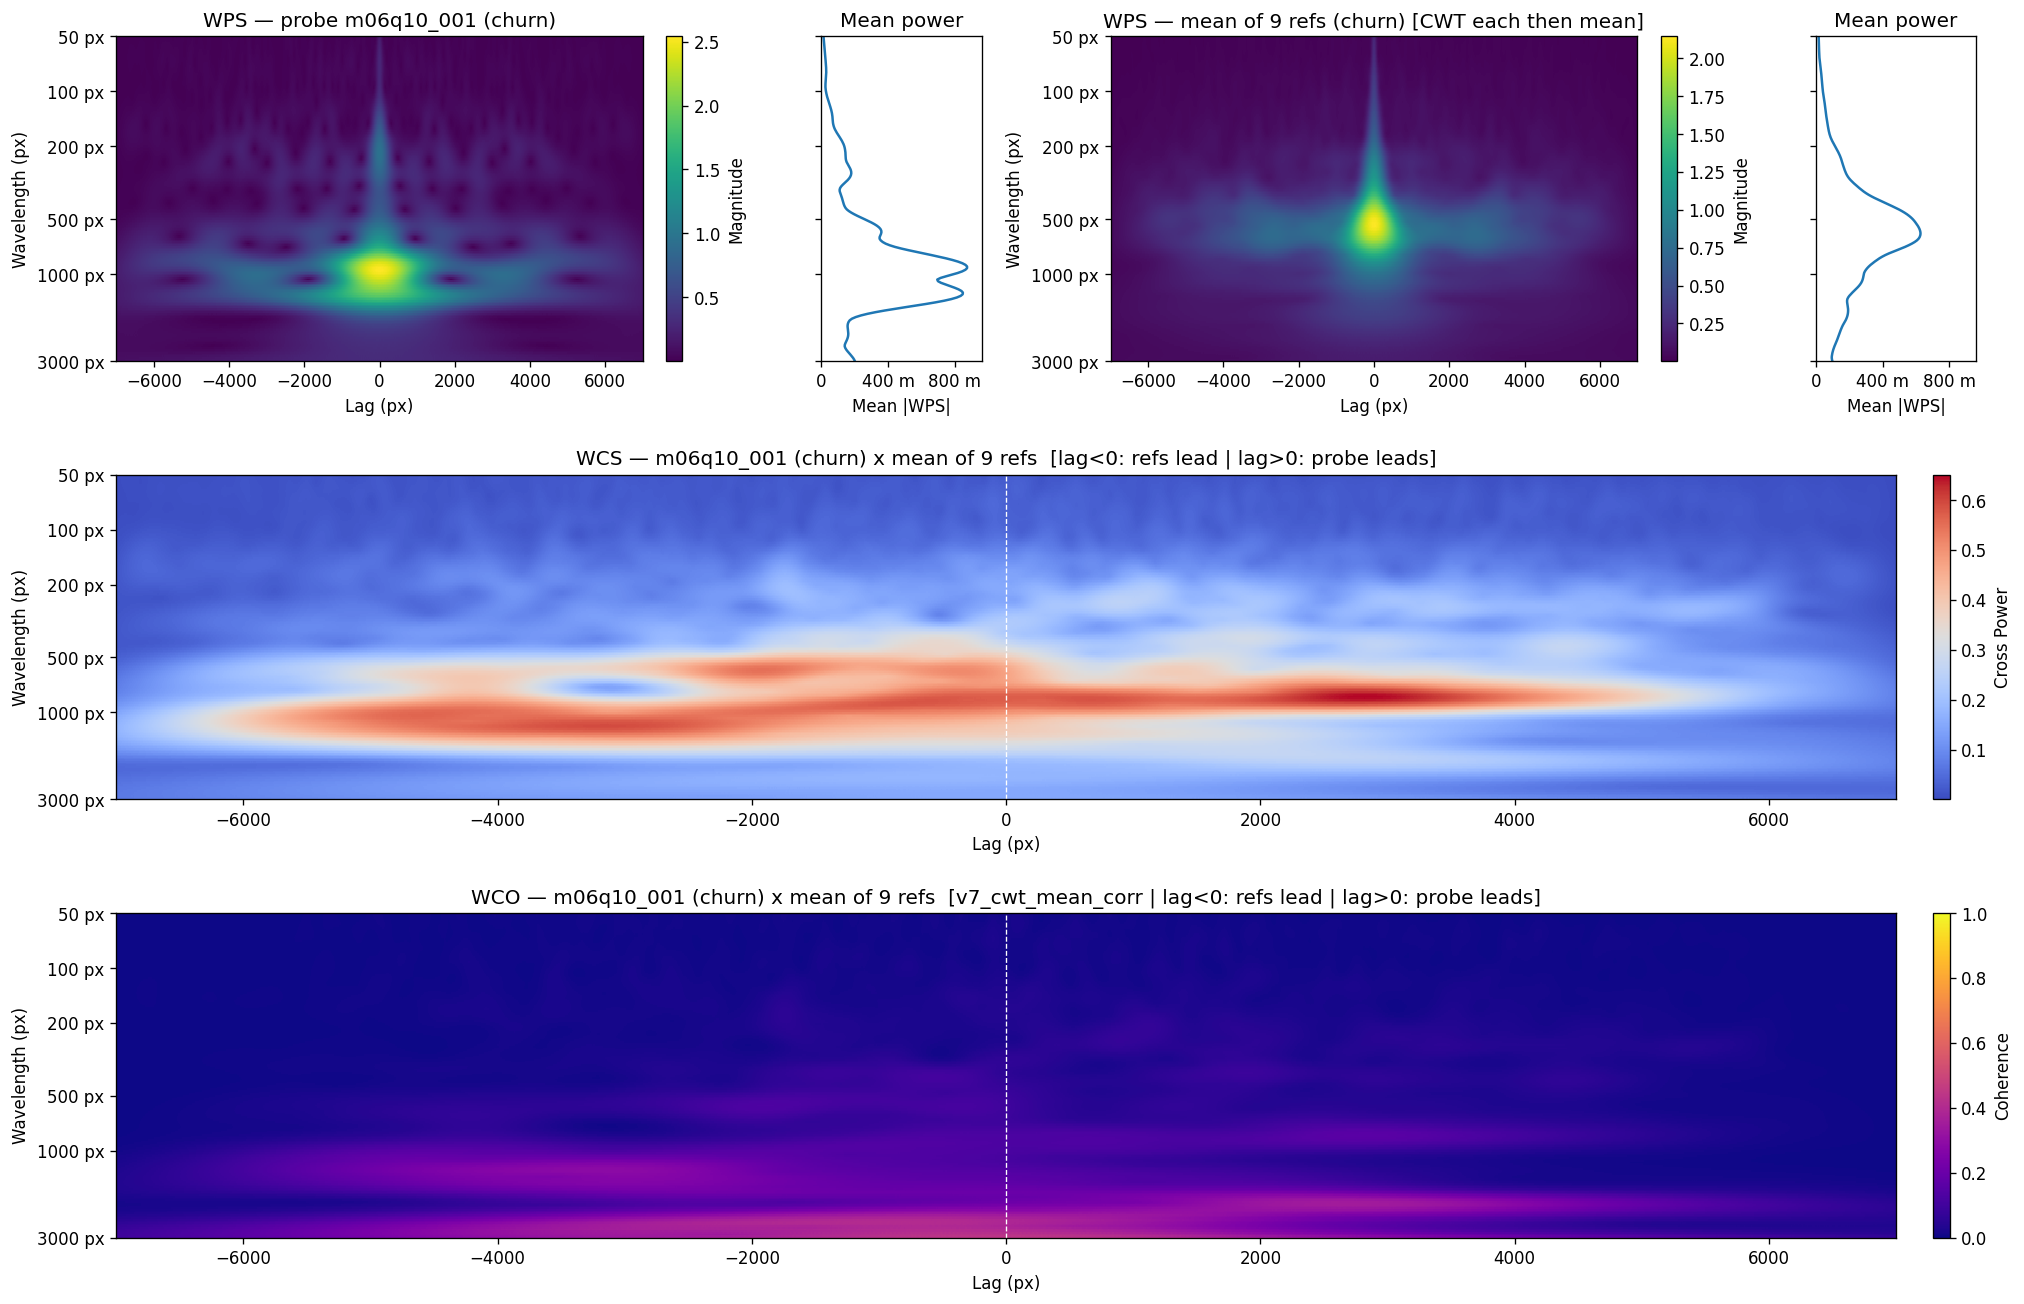 WPS — probe m06q10_001 (churn)
50 px
100 px
200 px
500 px
1000 px
3000 px
Wavelength (px)
−6000 −4000 −2000 0 2000 4000 6000
Lag (px)
2.5
2.0
1.5
1.0
0.5
Magnitude
Mean power
0 400 m 800 m
Mean |WPS|
WPS — mean of 9 refs (churn) [CWT each then mean]
50 px
100 px
200 px
500 px
1000 px
3000 px
Wavelength (px)
−6000 −4000 −2000 0 2000 4000 6000
Lag (px)
2.00
1.75
1.50
1.25
1.00
0.75
0.50
0.25
Magnitude
Mean power
0 400 m 800 m
Mean |WPS|
WCS — m06q10_001 (churn) x mean of 9 refs [lag<0: refs lead | lag>0: probe leads]
50 px
100 px
200 px
500 px
1000 px
3000 px
Wavelength (px)
−6000 −4000 −2000 0 2000 4000 6000
Lag (px)
0.6
0.5
0.4
0.3
0.2
0.1
Cross Power
WCO — m06q10_001 (churn) x mean of 9 refs [v7_cwt_mean_corr | lag<0: refs lead | lag>0: probe leads]
50 px
100 px
200 px
500 px
1000 px
3000 px
Wavelength (px)
−6000 −4000 −2000 0 2000 4000 6000
Lag (px)
1.0
0.8
0.6
0.4
0.2
0.0
Coherence